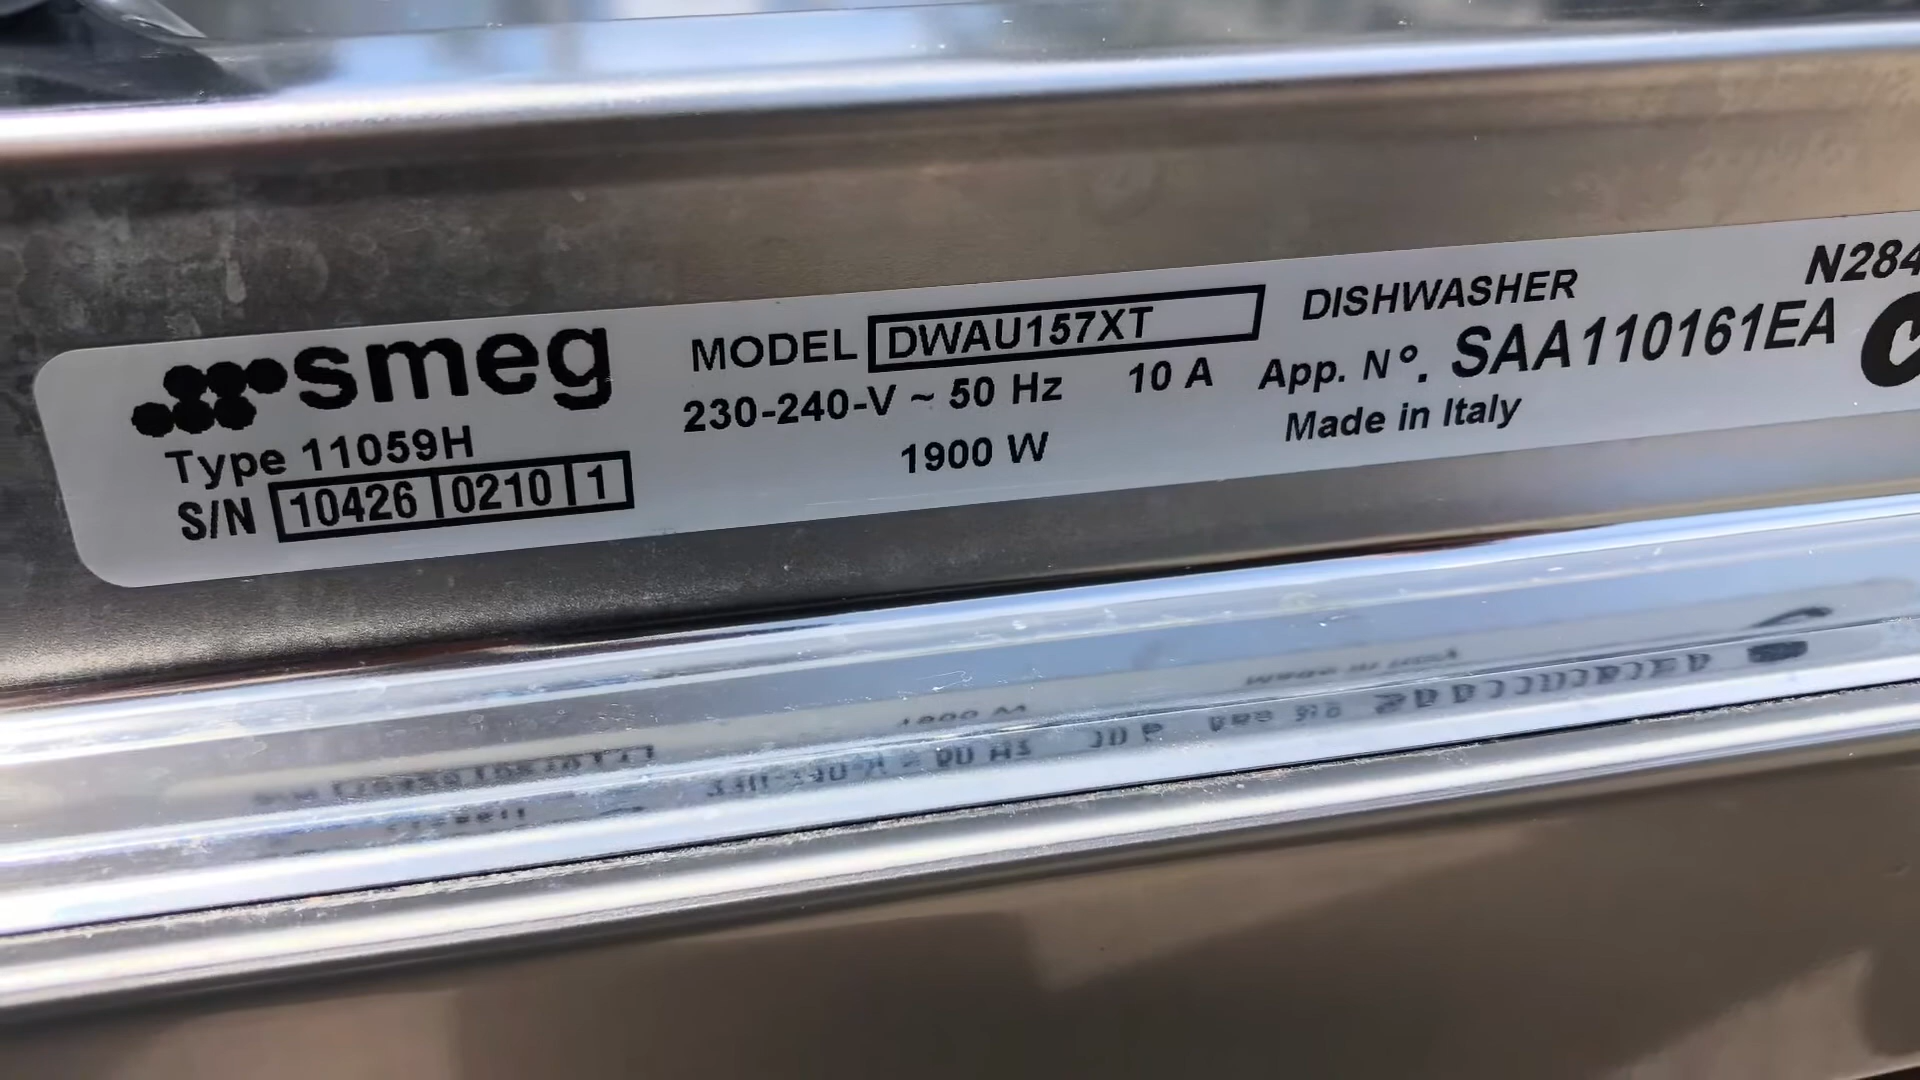 smeg
Type 11059H
S/N 10426 0210 1
MODEL DWAU157XT
230-240-V ~ 50 Hz 10 A
1900 W
DISHWASHER
App. N°. SAA110161EA
Made in Italy
N284